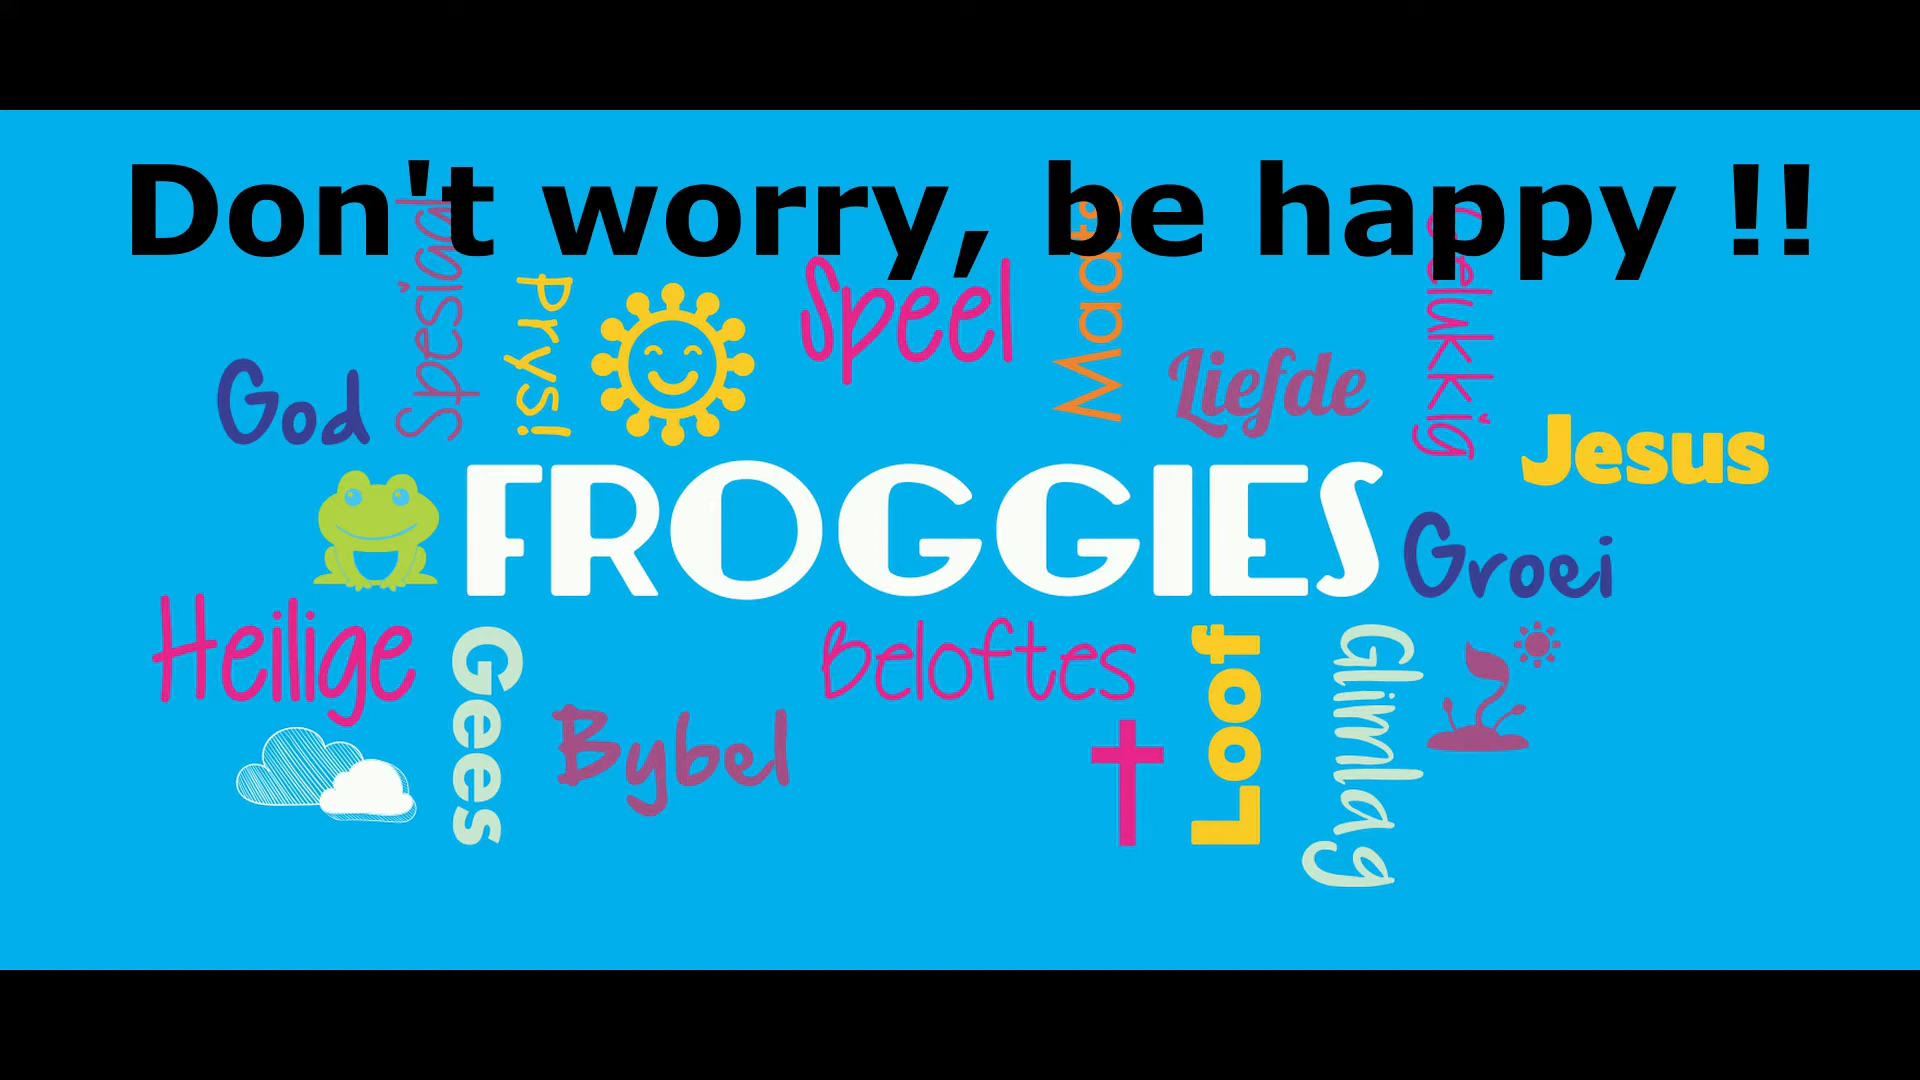 Don't worry, be happy !!
Spesiaal
Prys!
Speel
Maats
Liefde
Gelukkig
God
Jesus
FROGGIES
Groei
Heilige
Gees
Bybel
Beloftes
Loof
Glimlag